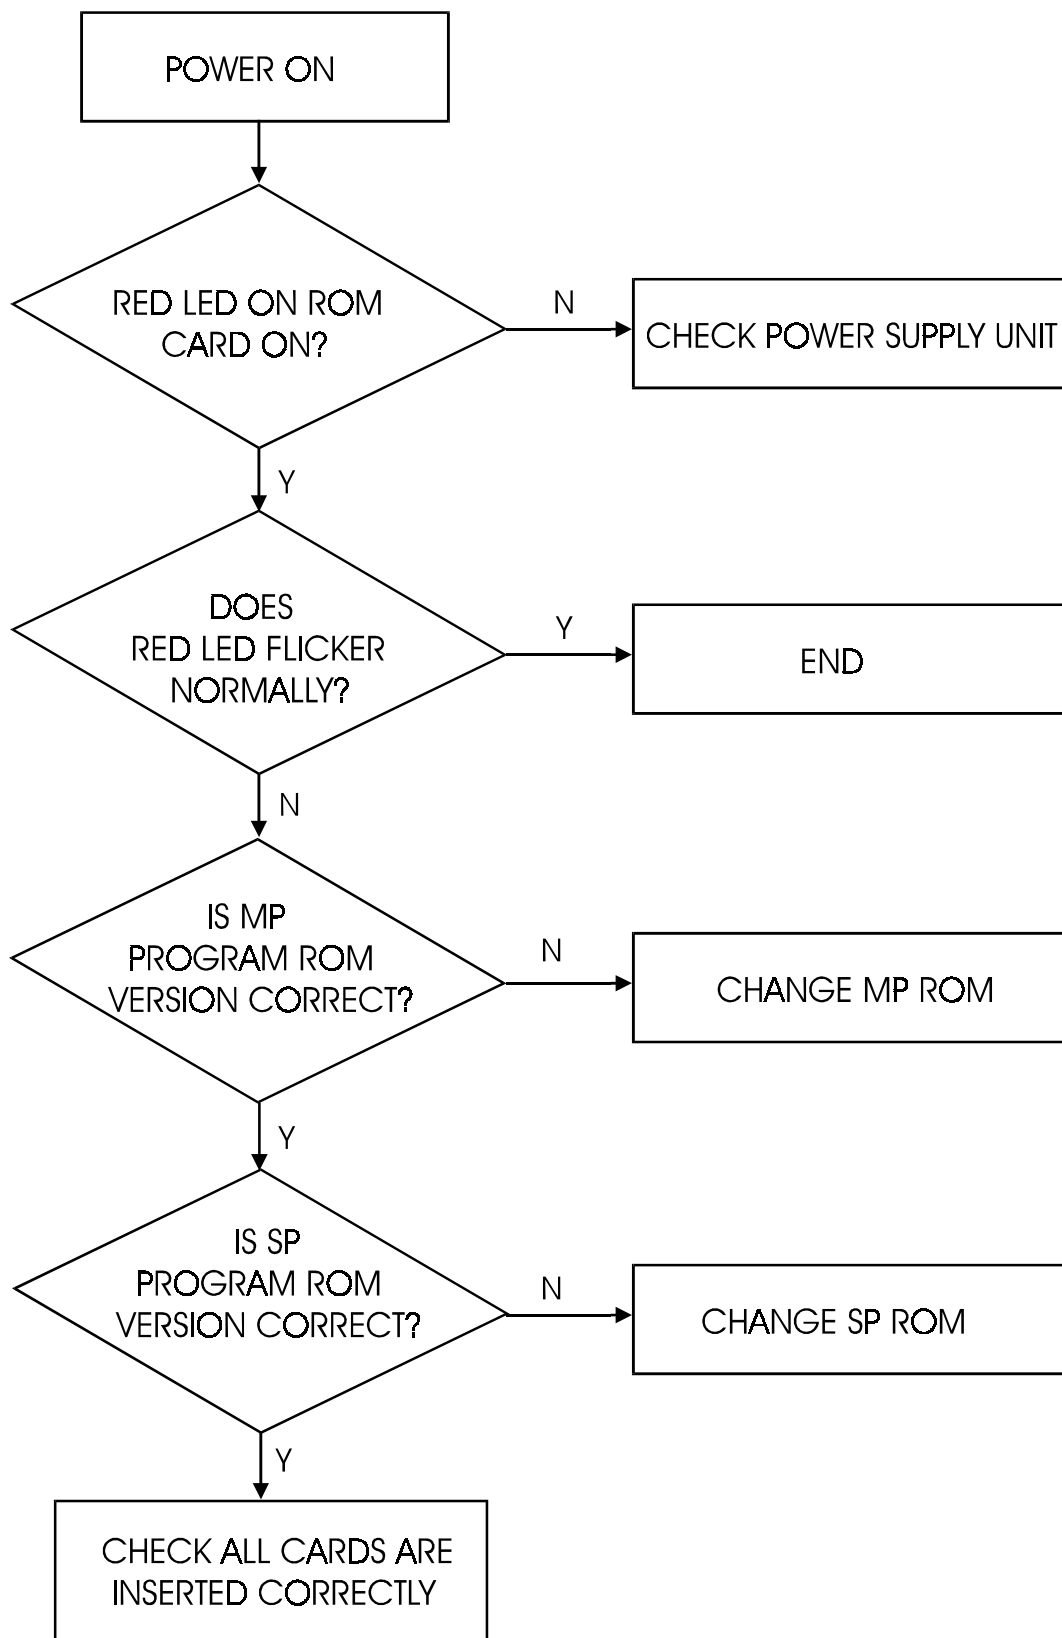 POWER ON
RED LED ON ROM
CARD ON?
N
CHECK POWER SUPPLY UNIT
Y
DOES
RED LED FLICKER
NORMALLY?
Y
END
N
IS MP
PROGRAM ROM
VERSION CORRECT?
N
CHANGE MP ROM
Y
IS SP
PROGRAM ROM
VERSION CORRECT?
N
CHANGE SP ROM
Y
CHECK ALL CARDS ARE
INSERTED CORRECTLY